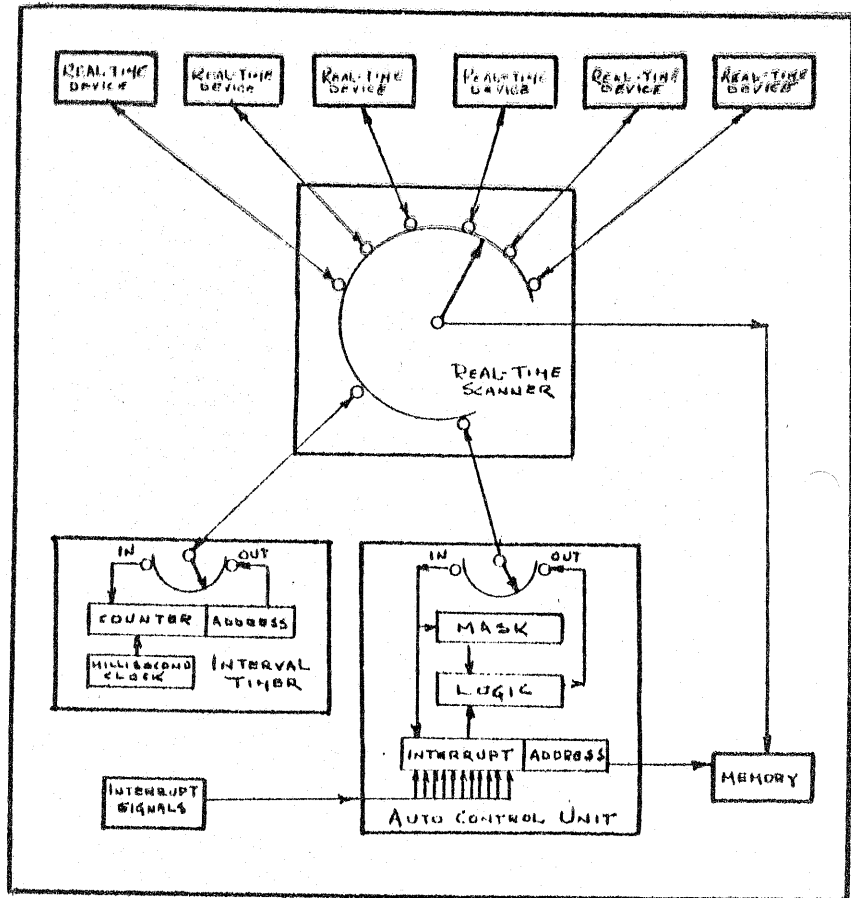 REAL-TIME
DEVICE
REAL-TIME
DEVICE
REAL-TIME
DEVICE
REAL-TIME
DEVICE
REAL-TIME
DEVICE
REAL-TIME
DEVICE
REAL-TIME
SCANNER
IN
OUT
COUNTER
ADDRESS
MILLISECOND
CLOCK
INTERVAL
TIMER
IN
OUT
MASK
LOGIC
INTERRUPT
ADDRESS
AUTO CONTROL UNIT
INTERRUPT
SIGNALS
MEMORY